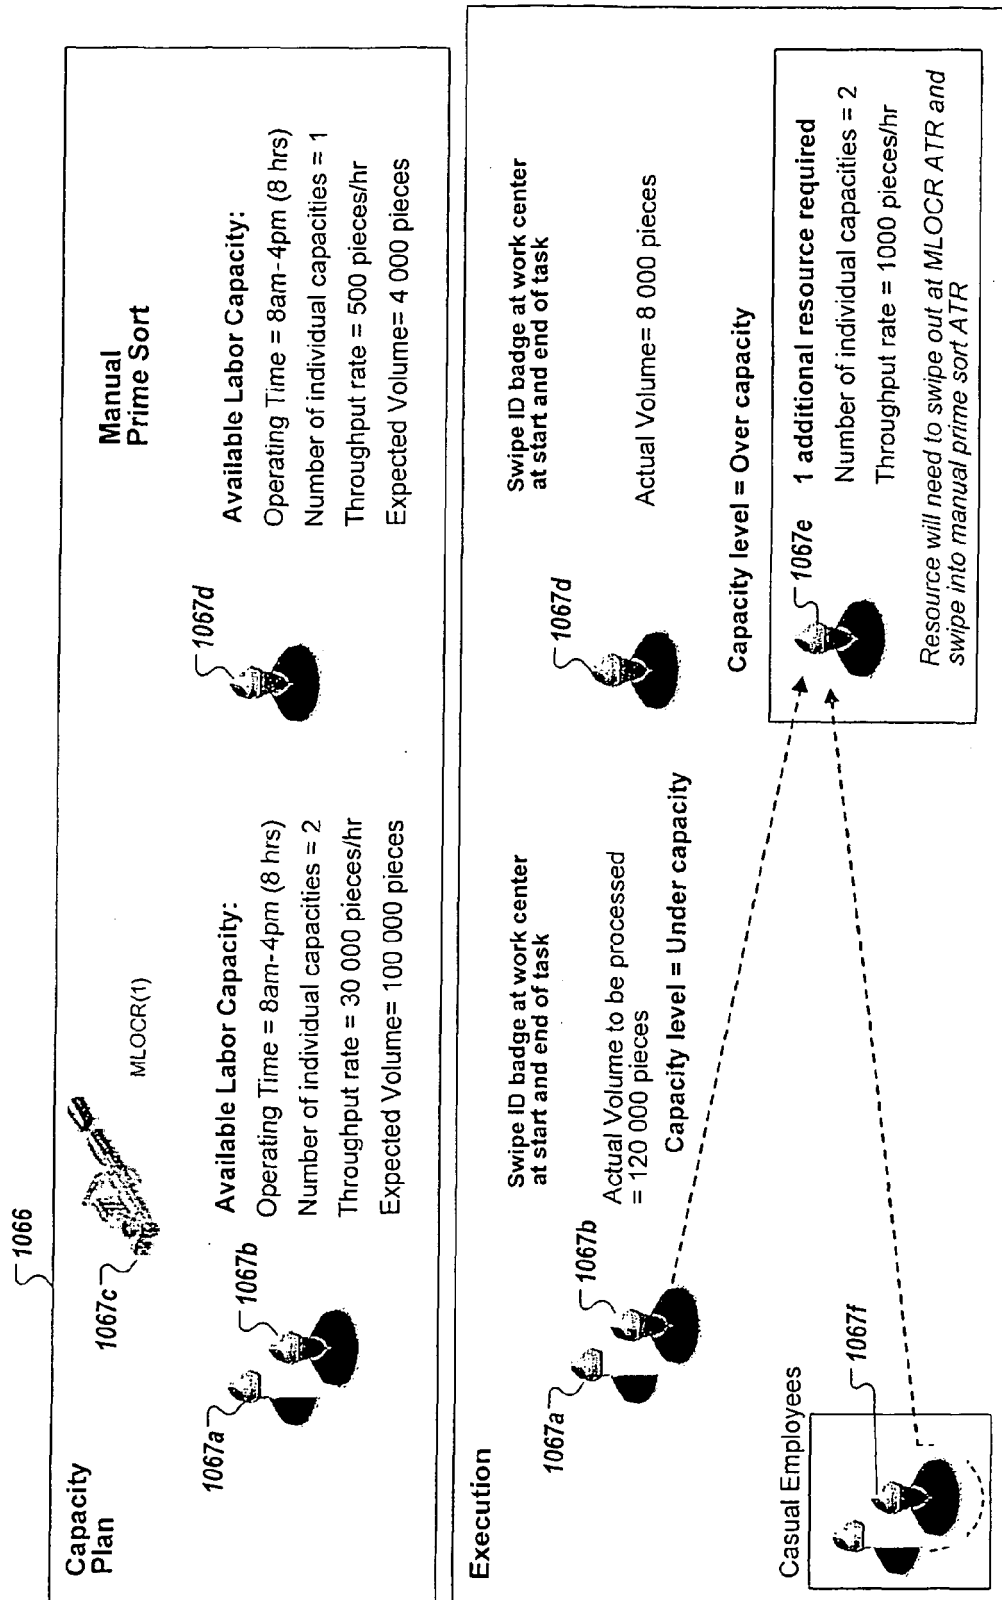 1066
Capacity
Plan
1067c
MLOCR(1)
Manual
Prime Sort
1067a
1067b
Available Labor Capacity:
Operating Time = 8am-4pm (8 hrs)
Number of individual capacities = 2
Throughput rate = 30 000 pieces/hr
Expected Volume= 100 000 pieces
1067d
Available Labor Capacity:
Operating Time = 8am-4pm (8 hrs)
Number of individual capacities = 1
Throughput rate = 500 pieces/hr
Expected Volume= 4 000 pieces
Execution
1067a
1067b
Swipe ID badge at work center
at start and end of task
Actual Volume to be processed
= 120 000 pieces
Capacity level = Under capacity
1067d
Swipe ID badge at work center
at start and end of task
Actual Volume= 8 000 pieces
Capacity level = Over capacity
Casual Employees
1067f
1067e
1 additional resource required
Number of individual capacities = 2
Throughput rate = 1000 pieces/hr
Resource will need to swipe out at MLOCR ATR and
swipe into manual prime sort ATR